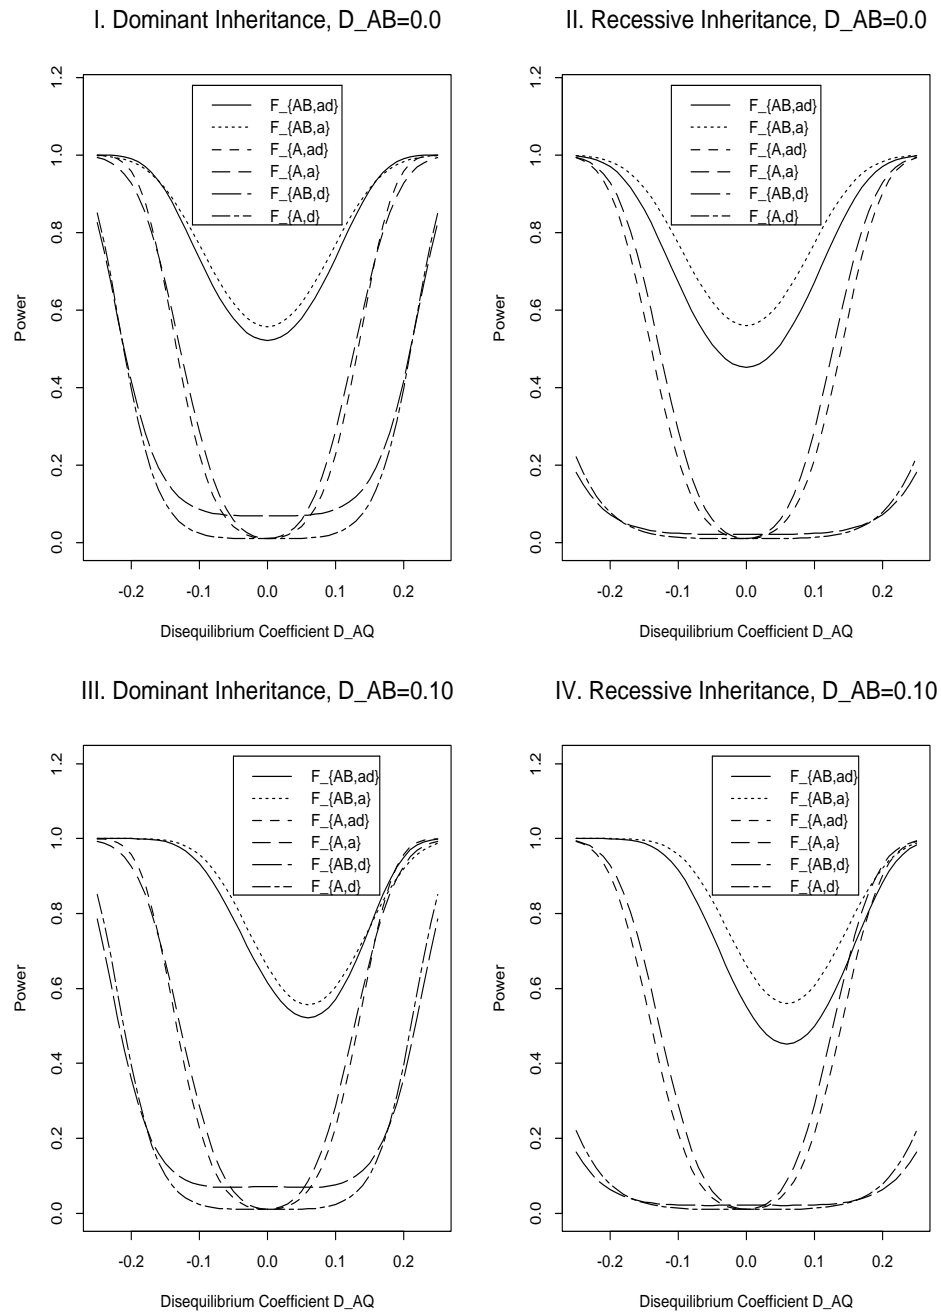 I. Dominant Inheritance, D_AB=0.0
Power
0.0 0.2 0.4 0.6 0.8 1.0 1.2
F_{AB,ad}
F_{AB,a}
F_{A,ad}
F_{A,a}
F_{AB,d}
F_{A,d}
-0.2 -0.1 0.0 0.1 0.2
Disequilibrium Coefficient D_AQ
II. Recessive Inheritance, D_AB=0.0
Power
0.0 0.2 0.4 0.6 0.8 1.0 1.2
F_{AB,ad}
F_{AB,a}
F_{A,ad}
F_{A,a}
F_{AB,d}
F_{A,d}
-0.2 -0.1 0.0 0.1 0.2
Disequilibrium Coefficient D_AQ
III. Dominant Inheritance, D_AB=0.10
Power
0.0 0.2 0.4 0.6 0.8 1.0 1.2
F_{AB,ad}
F_{AB,a}
F_{A,ad}
F_{A,a}
F_{AB,d}
F_{A,d}
-0.2 -0.1 0.0 0.1 0.2
Disequilibrium Coefficient D_AQ
IV. Recessive Inheritance, D_AB=0.10
Power
0.0 0.2 0.4 0.6 0.8 1.0 1.2
F_{AB,ad}
F_{AB,a}
F_{A,ad}
F_{A,a}
F_{AB,d}
F_{A,d}
-0.2 -0.1 0.0 0.1 0.2
Disequilibrium Coefficient D_AQ